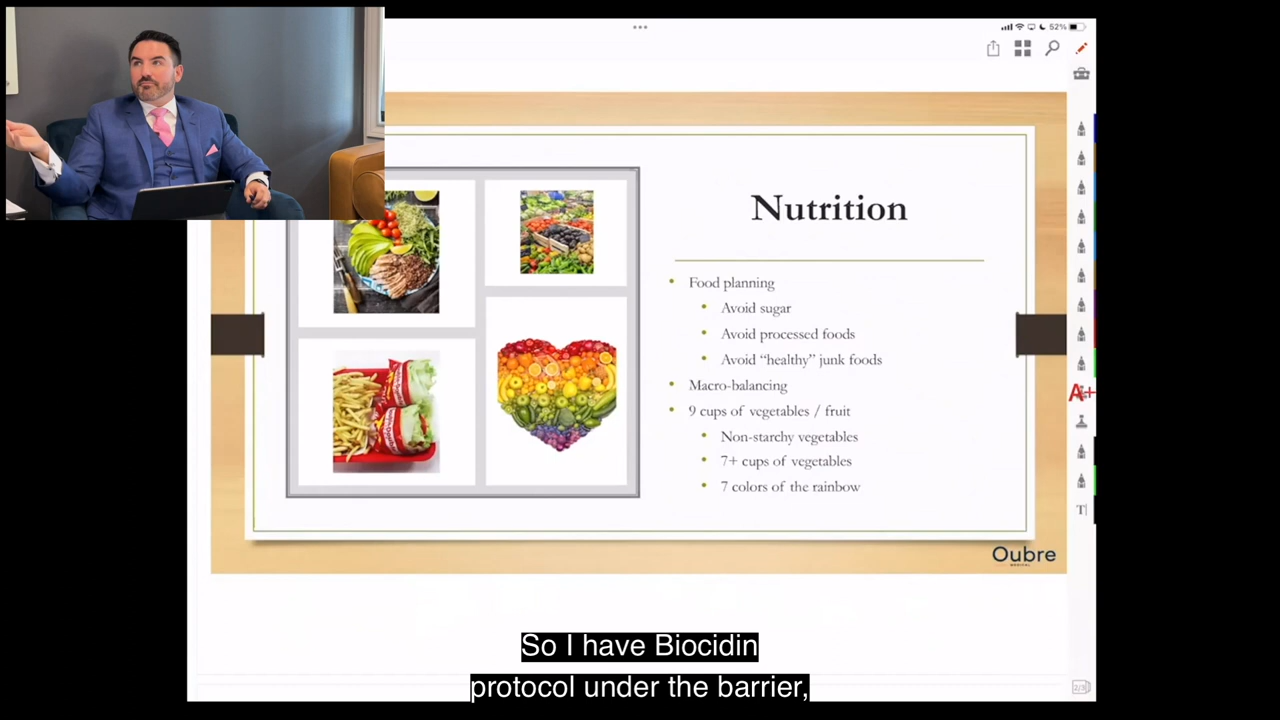 52%
Nutrition
Food planning
Avoid sugar
Avoid processed foods
Avoid “healthy” junk foods
Macro-balancing
9 cups of vegetables / fruit
Non-starchy vegetables
7+ cups of vegetables
7 colors of the rainbow
A+
T
Oubre
MEDICAL
So I have Biocidin
protocol under the barrier,